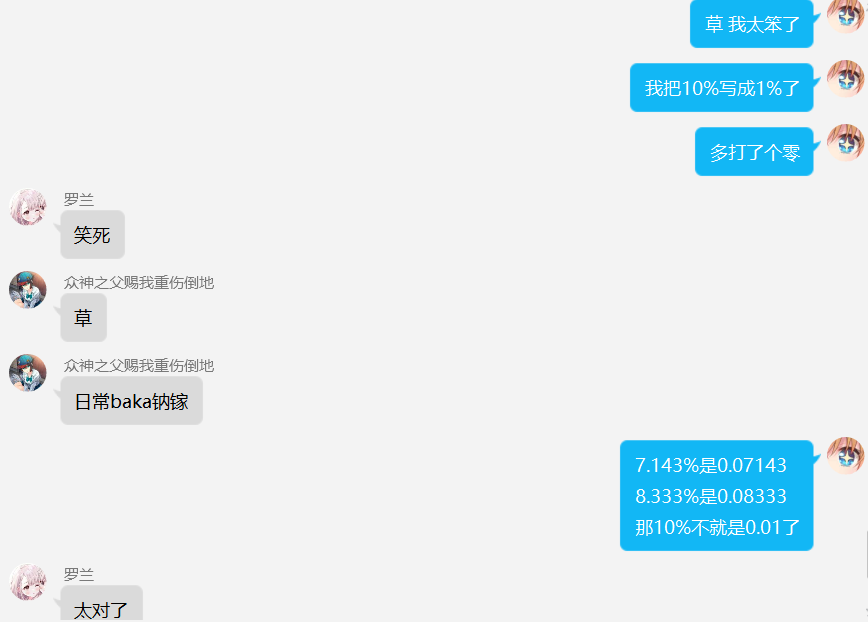 草 我太笨了
我把10%写成1%了
多打了个零
罗兰
笑死
众神之父赐我重伤倒地
草
众神之父赐我重伤倒地
日常baka钠镓
7.143%是0.07143
8.333%是0.08333
那10%不就是0.01了
罗兰
太对了